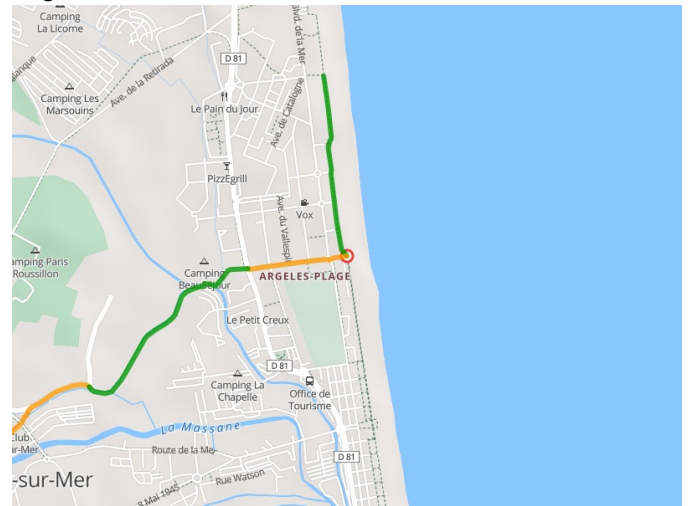 Camping
La Licorne
Blvd. de la Mer
D 81
Ave. de la Retirada
Camping Les
Marsouins
Le Pain du Jour
Ave. de Catalogne
PizzEgrill
Vox
Ave. du Vallespir
Camping
BeauSéjour
ARGELES-PLAGE
amping Paris
Roussillon
Le Petit Creux
D 81
Camping La
Chapelle
Office de
Tourisme
La Massane
Club
ur-Mer
Route de la Mer
D 81
-sur-Mer
Rue Watson
8 Mai 1945